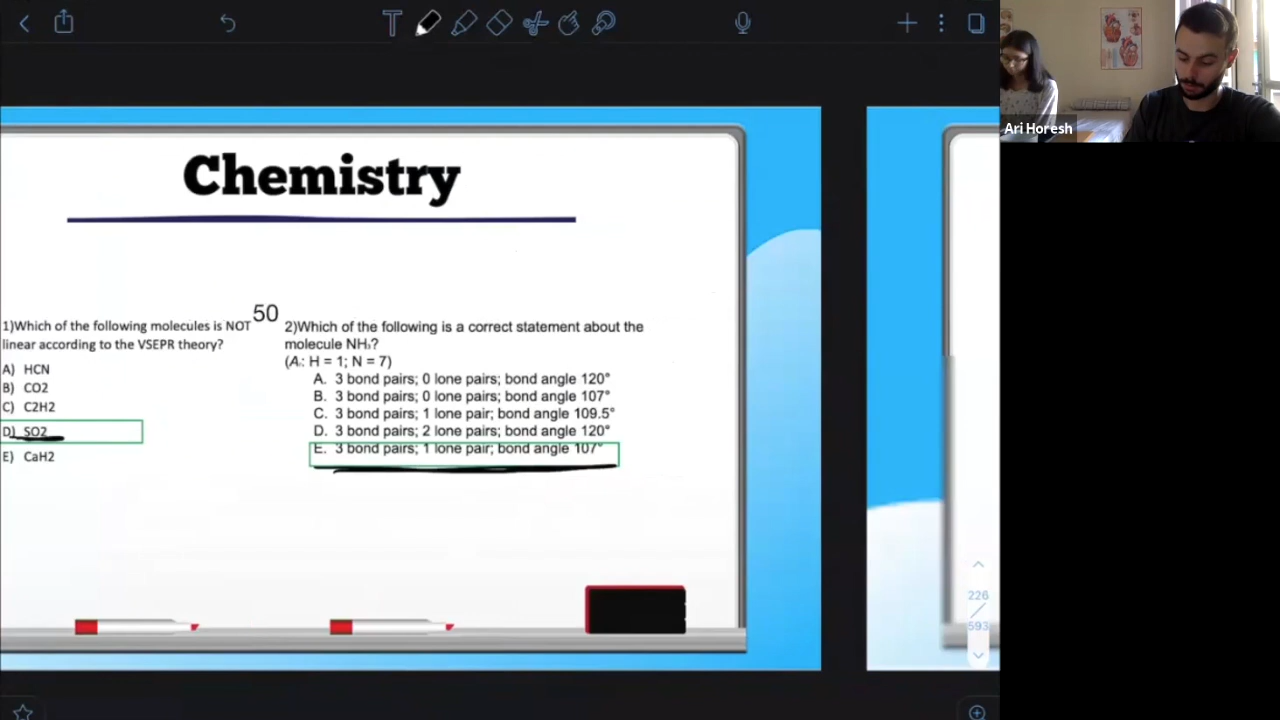 Ari Horesh
Chemistry
50
1)Which of the following molecules is NOT
linear according to the VSEPR theory?
A) HCN
B) CO2
C) C2H2
D) SO2
E) CaH2
2)Which of the following is a correct statement about the
molecule NH₃?
(Aᵣ: H = 1; N = 7)
A. 3 bond pairs; 0 lone pairs; bond angle 120°
B. 3 bond pairs; 0 lone pairs; bond angle 107°
C. 3 bond pairs; 1 lone pair; bond angle 109.5°
D. 3 bond pairs; 2 lone pairs; bond angle 120°
E. 3 bond pairs; 1 lone pair; bond angle 107°
226
593